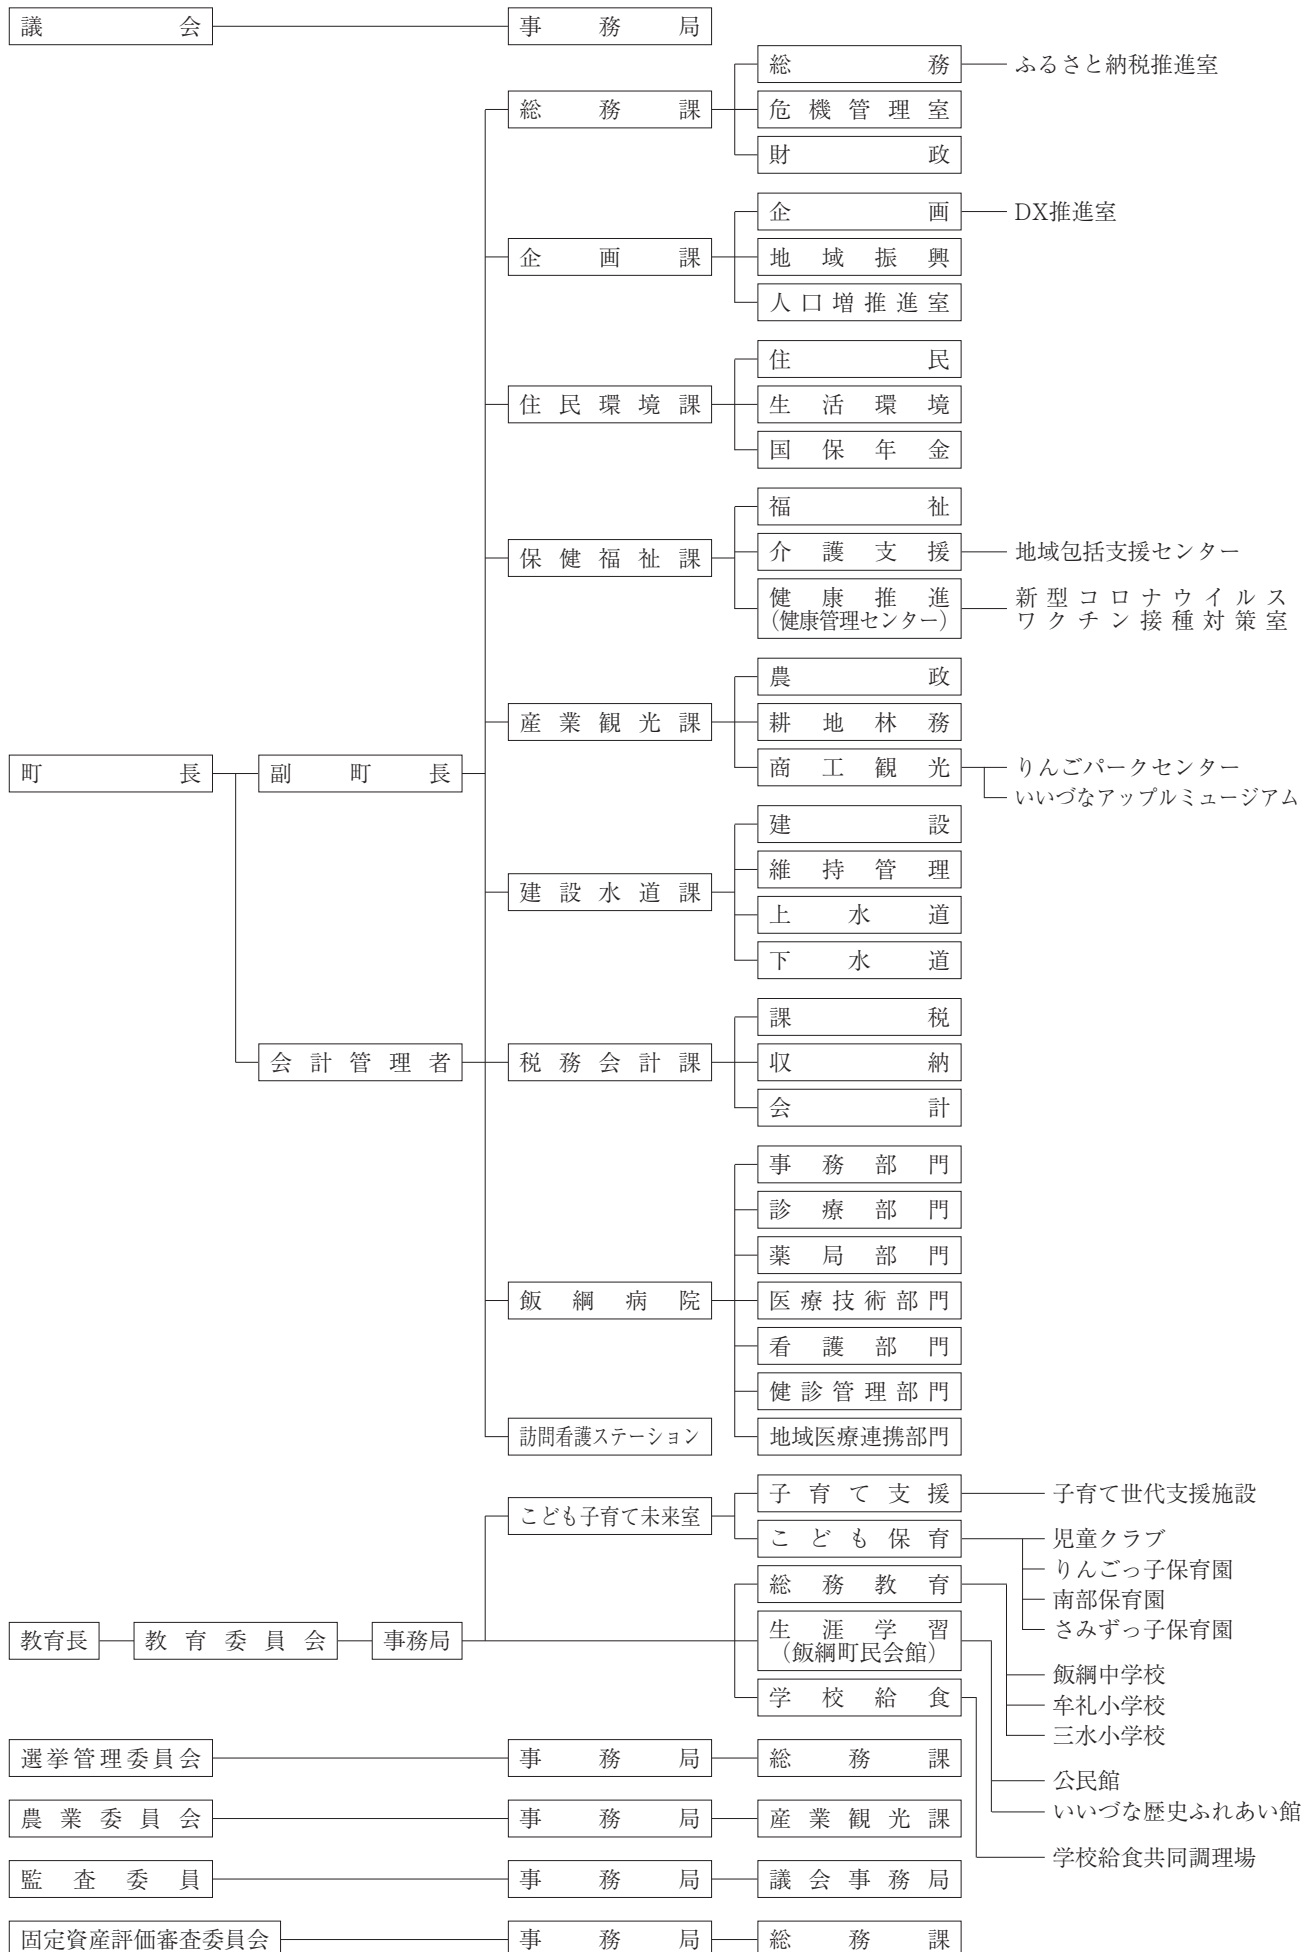 議会
事務局
総務
ふるさと納税推進室
総務課
危機管理室
財政
企画
DX推進室
企画課
地域振興
人口増推進室
住民
住民環境課
生活環境
国保年金
福祉
保健福祉課
介護支援
地域包括支援センター
健康推進
(健康管理センター)
新型コロナウイルス
ワクチン接種対策室
農政
産業観光課
耕地林務
町長
副町長
商工観光
りんごパークセンター
いいづなアップルミュージアム
建設
維持管理
建設水道課
上水道
下水道
課税
会計管理者
税務会計課
収納
会計
事務部門
診療部門
薬局部門
飯綱病院
医療技術部門
看護部門
健診管理部門
訪問看護ステーション
地域医療連携部門
子育て支援
子育て世代支援施設
こども子育て未来室
こども保育
児童クラブ
りんごっ子保育園
南部保育園
さみずっ子保育園
総務教育
教育長
教育委員会
事務局
生涯学習
(飯綱町民会館)
飯綱中学校
牟礼小学校
三水小学校
学校給食
選挙管理委員会
事務局
総務課
公民館
いいづな歴史ふれあい館
農業委員会
事務局
産業観光課
学校給食共同調理場
監査委員
事務局
議会事務局
固定資産評価審査委員会
事務局
総務課